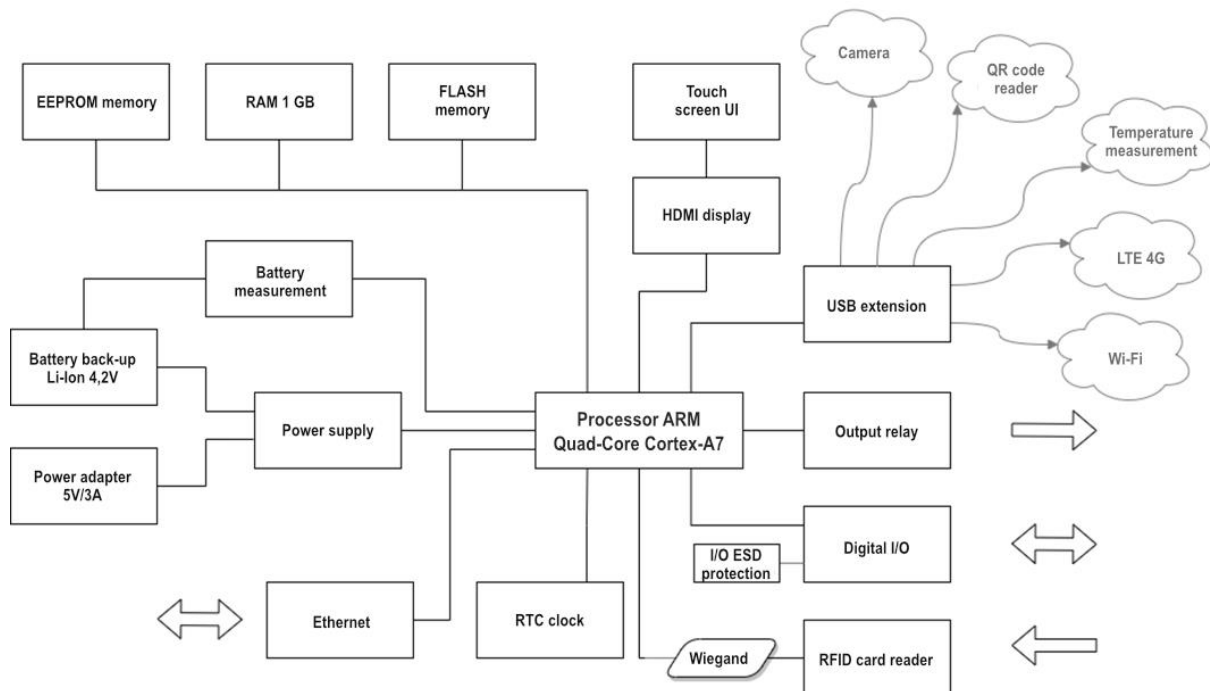 Camera
QR code
reader
EEPROM memory
RAM 1 GB
FLASH
memory
Touch
screen UI
Temperature
measurement
HDMI display
Battery
measurement
LTE 4G
USB extension
Battery back-up
Li-Ion 4,2V
Wi-Fi
Power supply
Processor ARM
Quad-Core Cortex-A7
Output relay
Power adapter
5V/3A
I/O ESD
protection
Digital I/O
Ethernet
RTC clock
Wiegand
RFID card reader